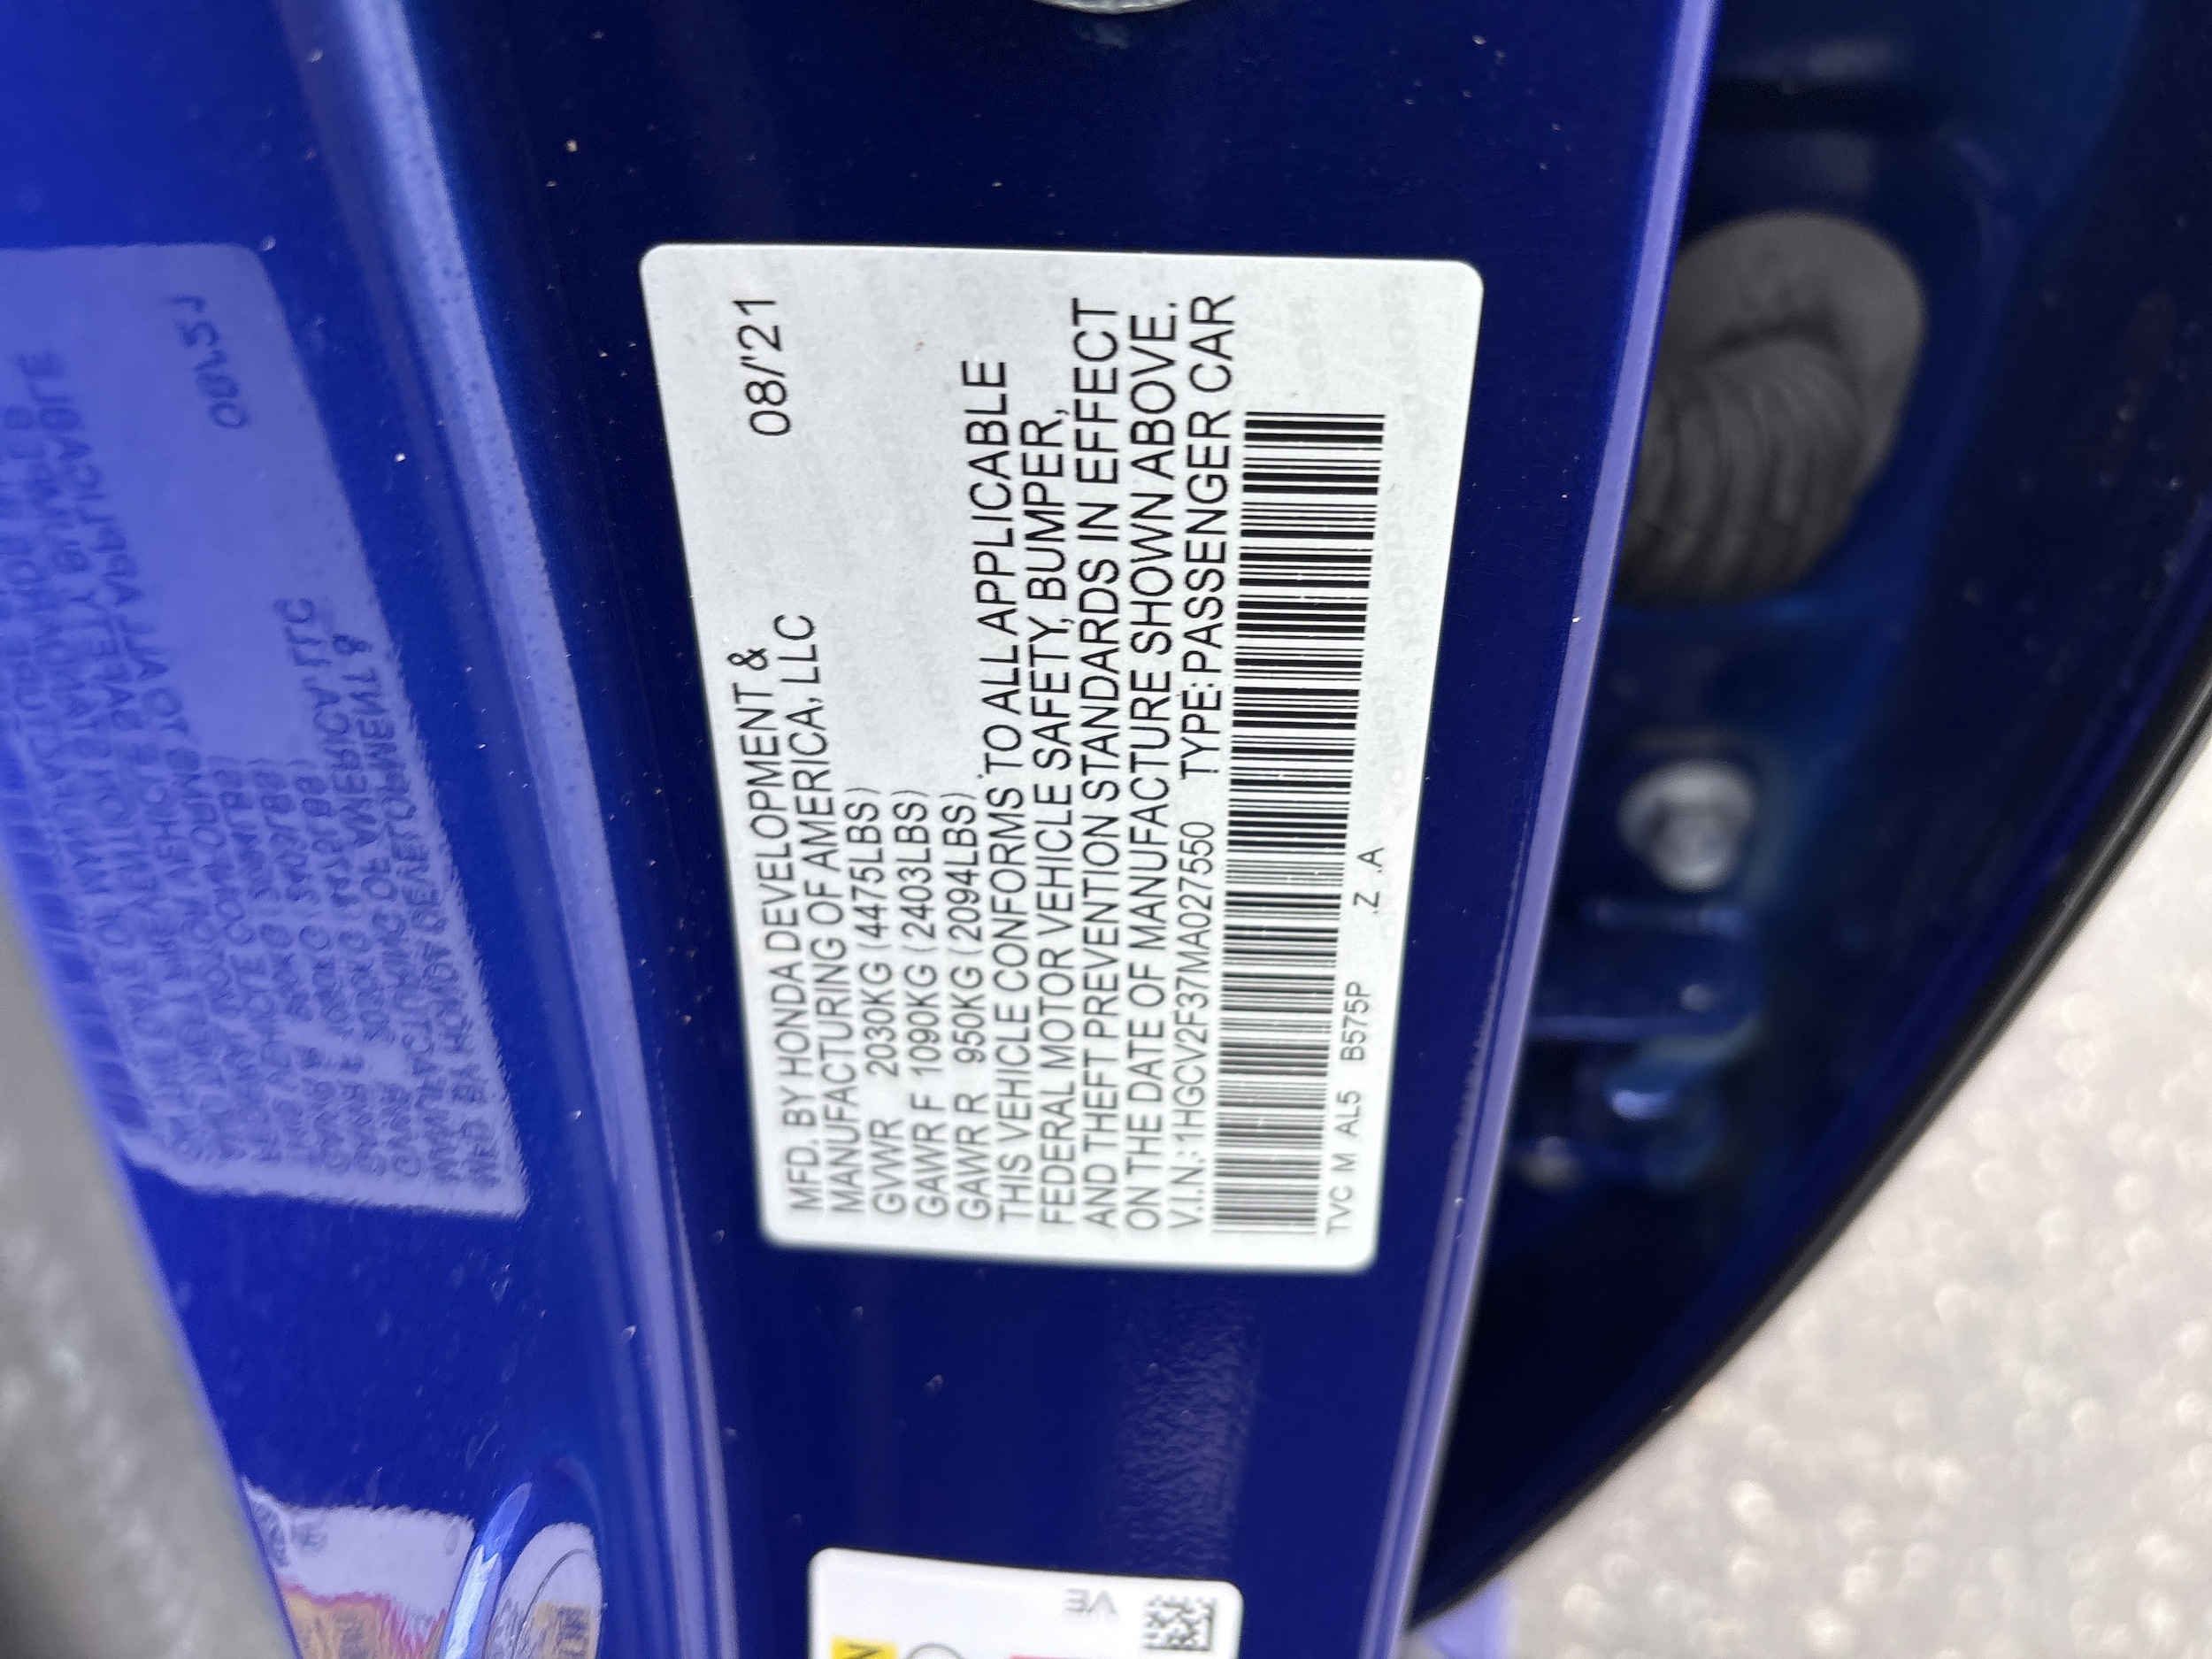 MFD. BY HONDA DEVELOPMENT & 08/'21
MANUFACTURING OF AMERICA, LLC
GVWR 2030KG (4475LBS)
GAWR F 1090KG (2403LBS)
GAWR R 950KG (2094LBS)
THIS VEHICLE CONFORMS TO ALL APPLICABLE
FEDERAL MOTOR VEHICLE SAFETY, BUMPER,
AND THEFT PREVENTION STANDARDS IN EFFECT
ON THE DATE OF MANUFACTURE SHOWN ABOVE.
V.I.N.: 1HGCV2F37MA027550 TYPE: PASSENGER CAR
TVC M AL5 B575P .Z .A
VE
N